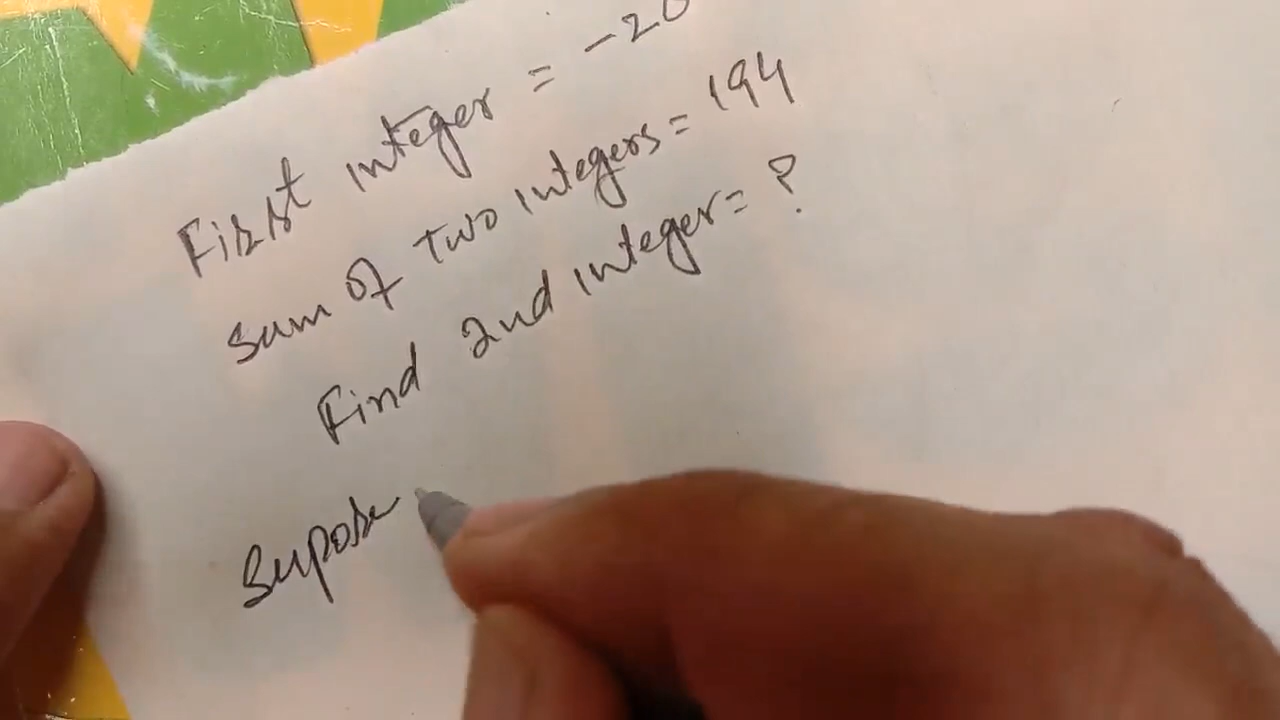 First integer = -20
sum of two integers = 194
Find 2nd integer = ?
Supose